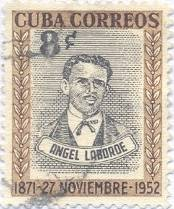 CUBA CORREOS
8¢
ANGEL LABORDE
1871-27 NOVIEMBRE-1952